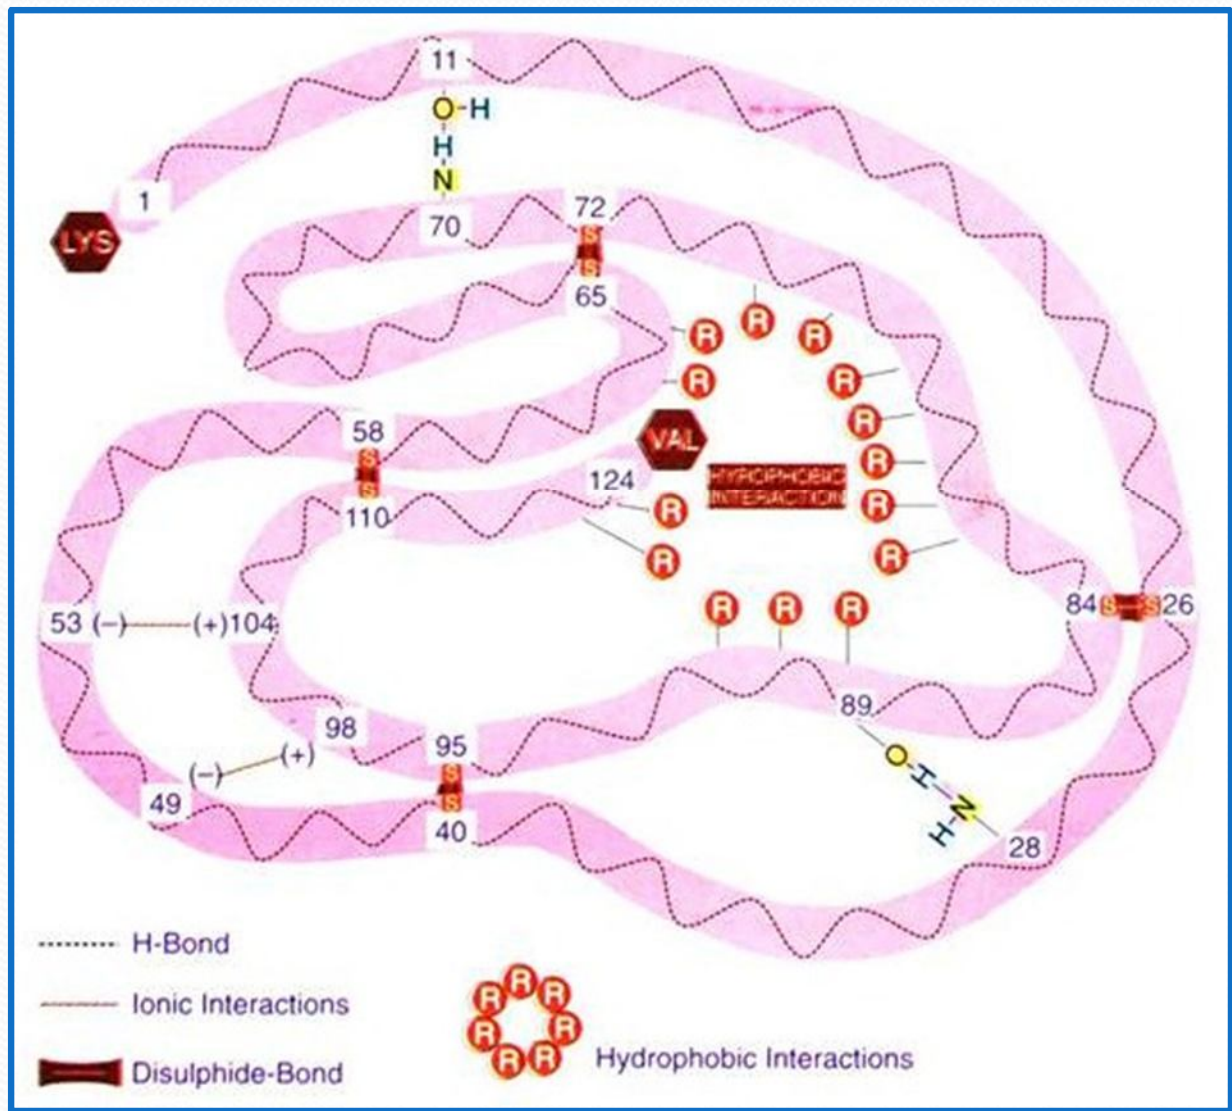 11
O-H
H
N
LYS
1
70
72
S
S
65
R
R
R
R
R
R
R
R
R
R
58
S
S
110
VAL
124
HYROPHOBIC
INTERACTION
R
R
R
R
R
53 (–) (+)104
84 S S 26
98
(+)
(–)
49
95
S
S
40
89
O
H
N
H
28
H-Bond
Ionic Interactions
Disulphide-Bond
R
R
R
R
R
R
R
Hydrophobic Interactions